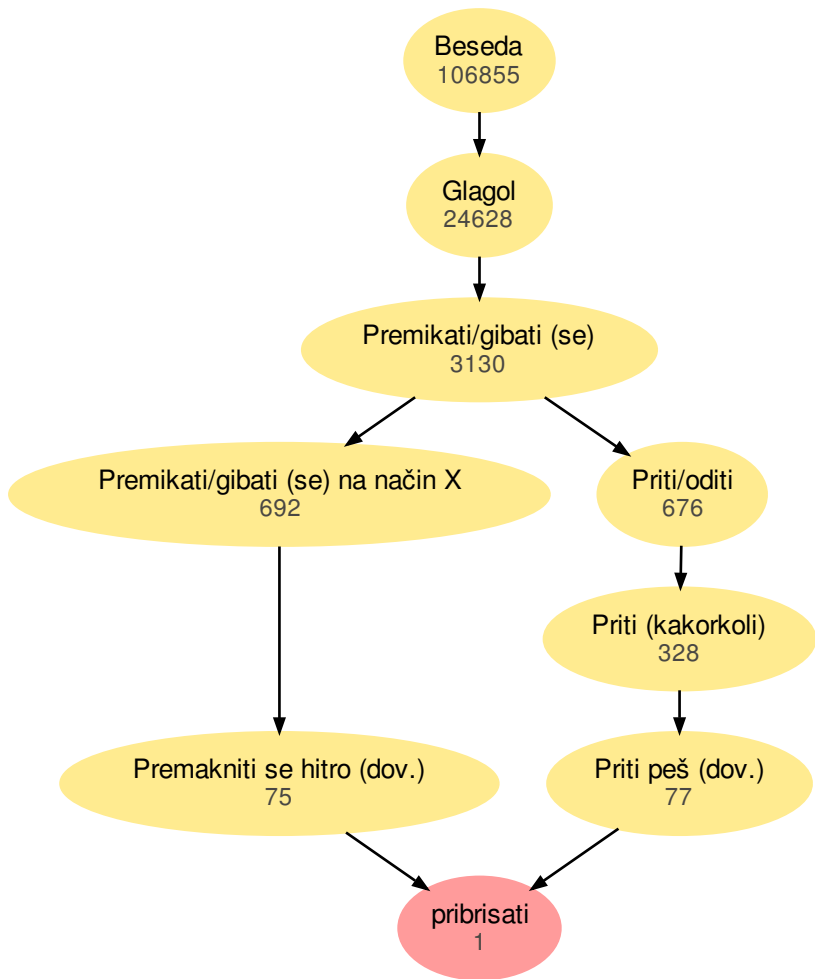 Beseda
106855
Glagol
24628
Premikati/gibati (se)
3130
Premikati/gibati (se) na način X
692
Priti/oditi
676
Priti (kakorkoli)
328
Premakniti se hitro (dov.)
75
Priti peš (dov.)
77
pribrisati
1